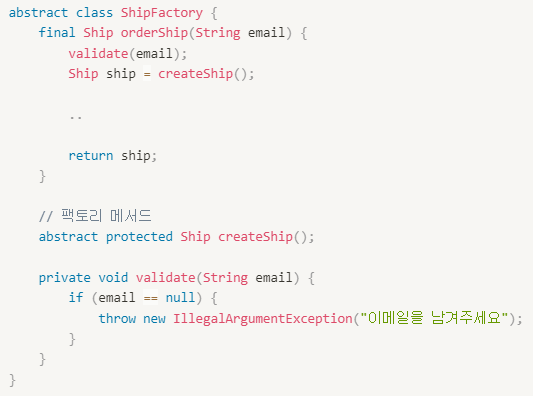 abstract class ShipFactory {
final Ship orderShip(String email) {
validate(email);
Ship ship = createShip();
..
return ship;
}
// 팩토리 메서드
abstract protected Ship createShip();
private void validate(String email) {
if (email == null) {
throw new IllegalArgumentException("이메일을 남겨주세요");
}
}
}